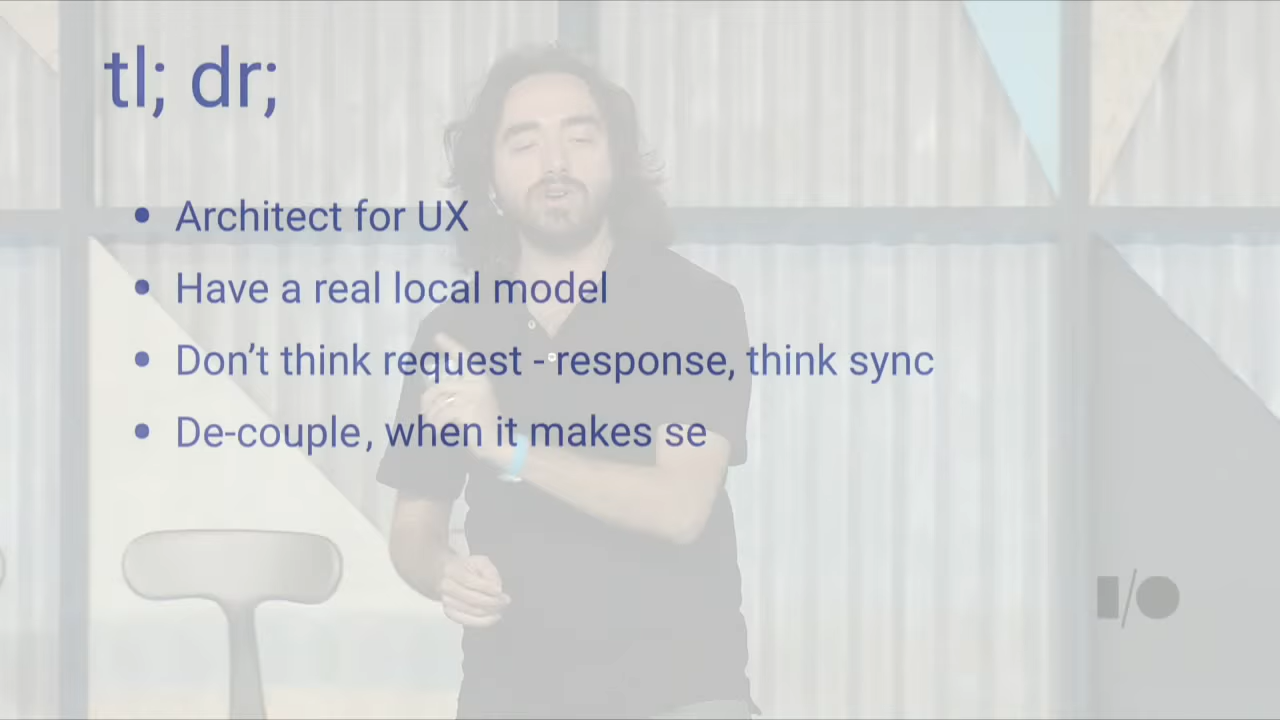 tl; dr;
• Architect for UX
• Have a real local model
• Don’t think request - response, think sync
• De-couple, when it makes se
I/O